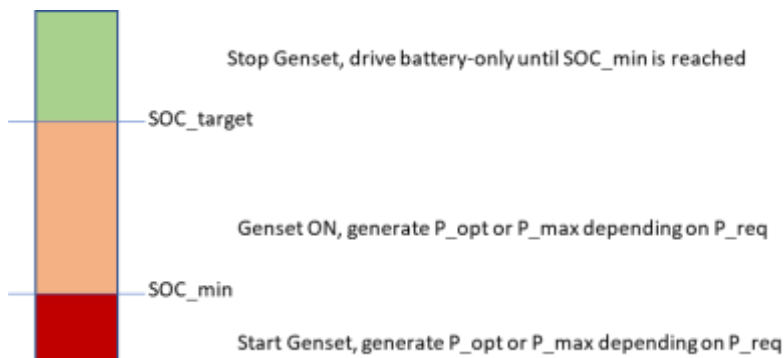 Stop Genset, drive battery-only until SOC_min is reached
SOC_target
Genset ON, generate P_opt or P_max depending on P_req
SOC_min
Start Genset, generate P_opt or P_max depending on P_req